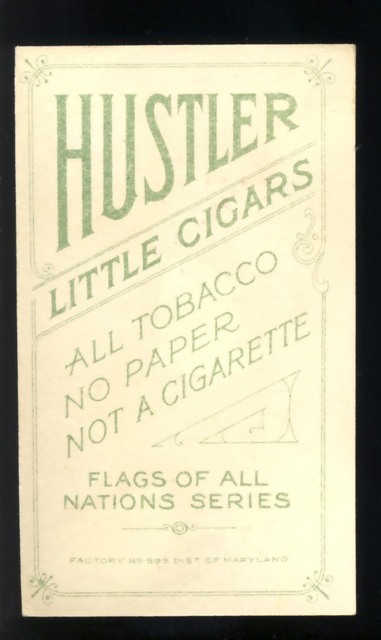 HUSTLER
LITTLE CIGARS
ALL TOBACCO
NO PAPER
NOT A CIGARETTE
FLAGS OF ALL
NATIONS SERIES
FACTORY No 593 DIST OF MARYLAND